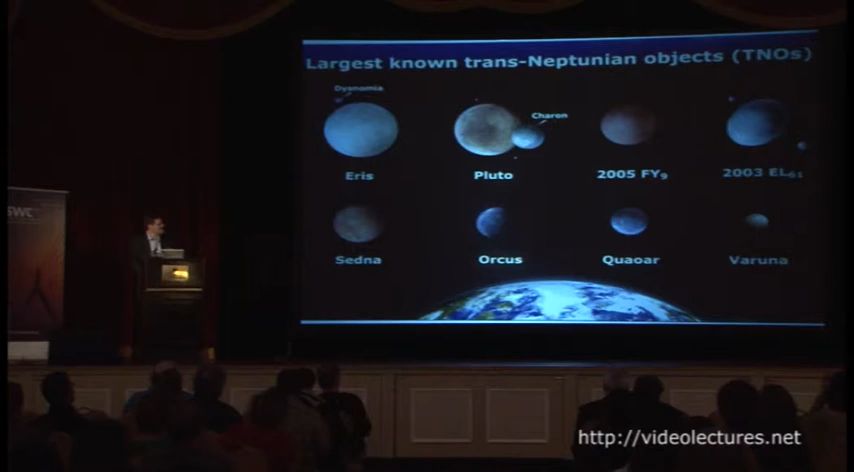 Largest known trans-Neptunian objects (TNOs)
Dysnomia
Charon
Eris
Pluto
2005 FY₉
2003 EL₆₁
Sedna
Orcus
Quaoar
Varuna
SWC
http://videolectures.net